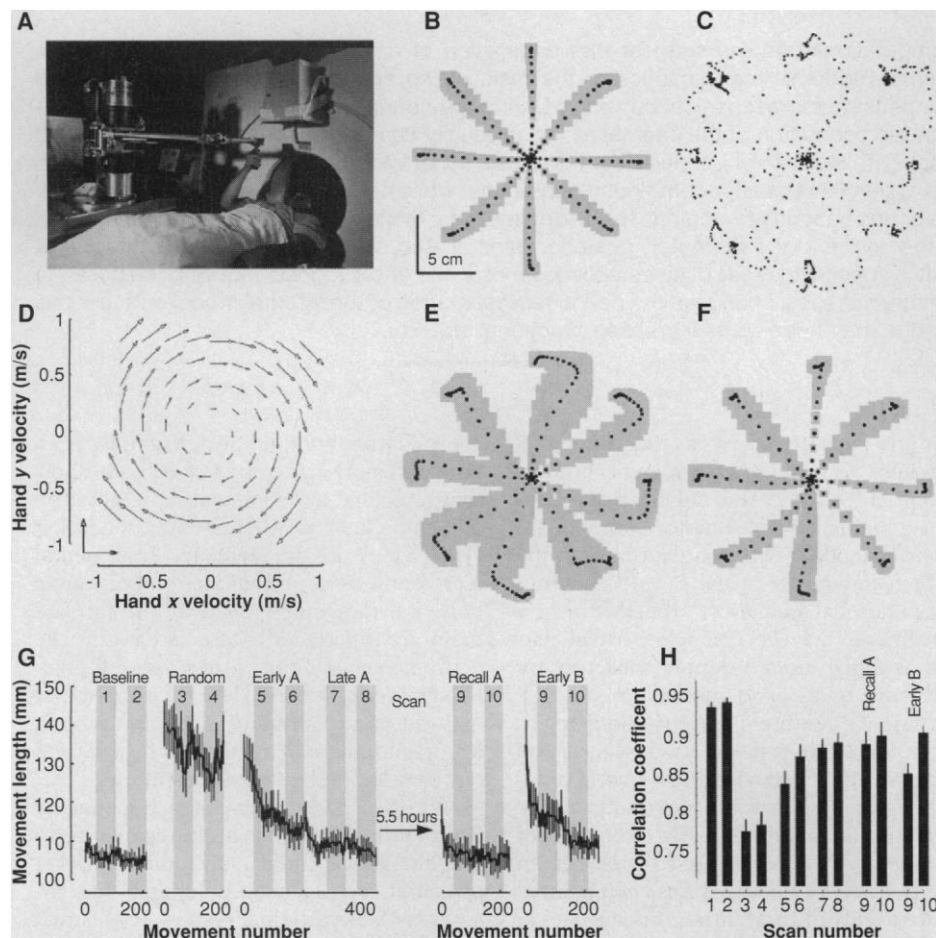 A
B
C
5 cm
D
1
0.5
0
-0.5
-1
Hand y velocity (m/s)
-1 -0.5 0 0.5 1
Hand x velocity (m/s)
E
F
G
Baseline Random Early A Late A Scan Recall A Early B
1 2 3 4 5 6 7 8 9 10 9 10
150
140
130
120
110
100
Movement length (mm)
5.5 hours
0 200 0 200 0 200 400 0 200 0 200
Movement number Movement number
H
Recall A
Early B
0.95
0.9
0.85
0.8
0.75
Correlation coefficent
1 2 3 4 5 6 7 8 9 10 9 10
Scan number